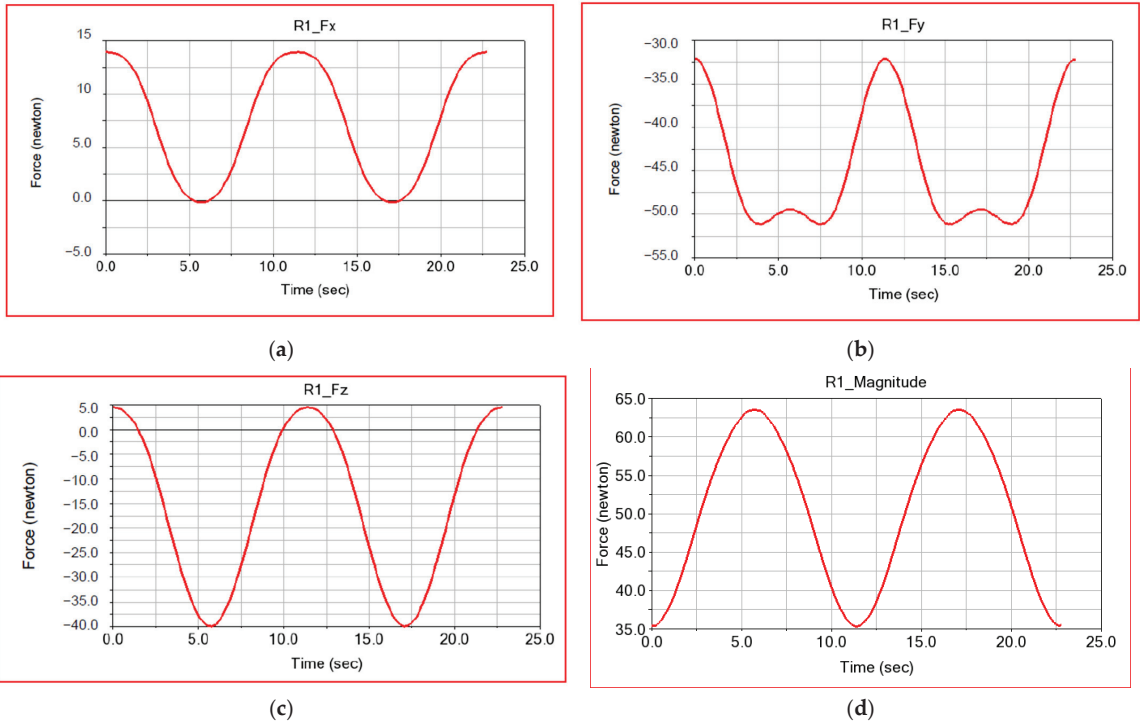 R1_Fx
Force (newton)
15
10
5.0
0.0
−5.0
0.0 5.0 10.0 15.0 20.0 25.0
Time (sec)
(a)
R1_Fy
Force (newton)
−30.0
−35.0
−40.0
−45.0
−50.0
−55.0
0.0 5.0 10.0 15.0 20.0 25.0
Time (sec)
(b)
R1_Fz
Force (newton)
5.0
0.0
−5.0
−10.0
−15.0
−20.0
−25.0
−30.0
−35.0
−40.0
0.0 5.0 10.0 15.0 20.0 25.0
Time (sec)
(c)
R1_Magnitude
Force (newton)
65.0
60.0
55.0
50.0
45.0
40.0
35.0
0.0 5.0 10.0 15.0 20.0 25.0
Time (sec)
(d)